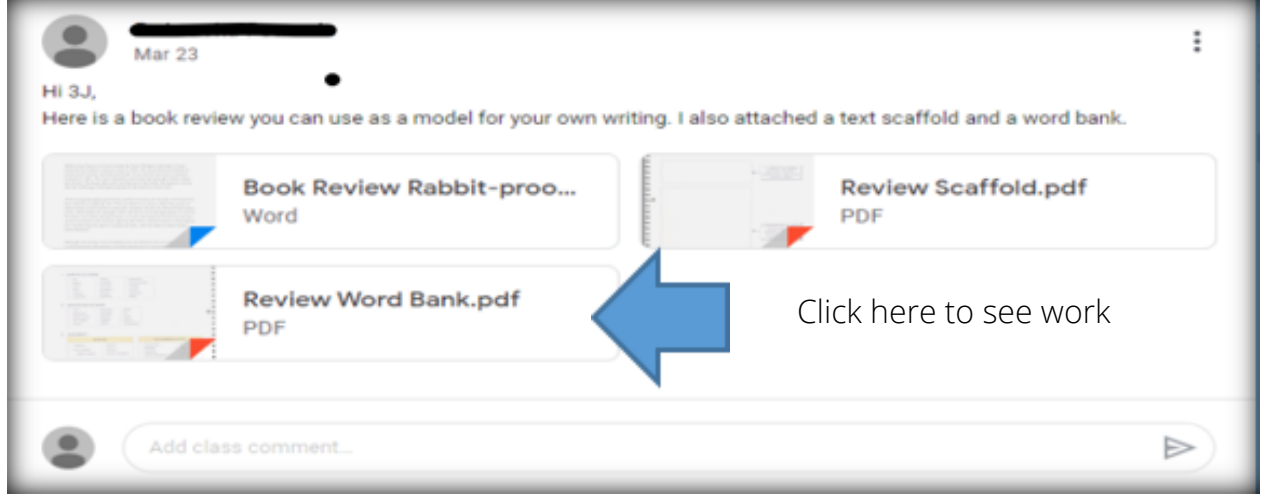 Mar 23
Hi 3J,
Here is a book review you can use as a model for your own writing. I also attached a text scaffold and a word bank.
Book Review Rabbit-proo...
Word
Review Scaffold.pdf
PDF
Review Word Bank.pdf
PDF
Click here to see work
Add class comment...